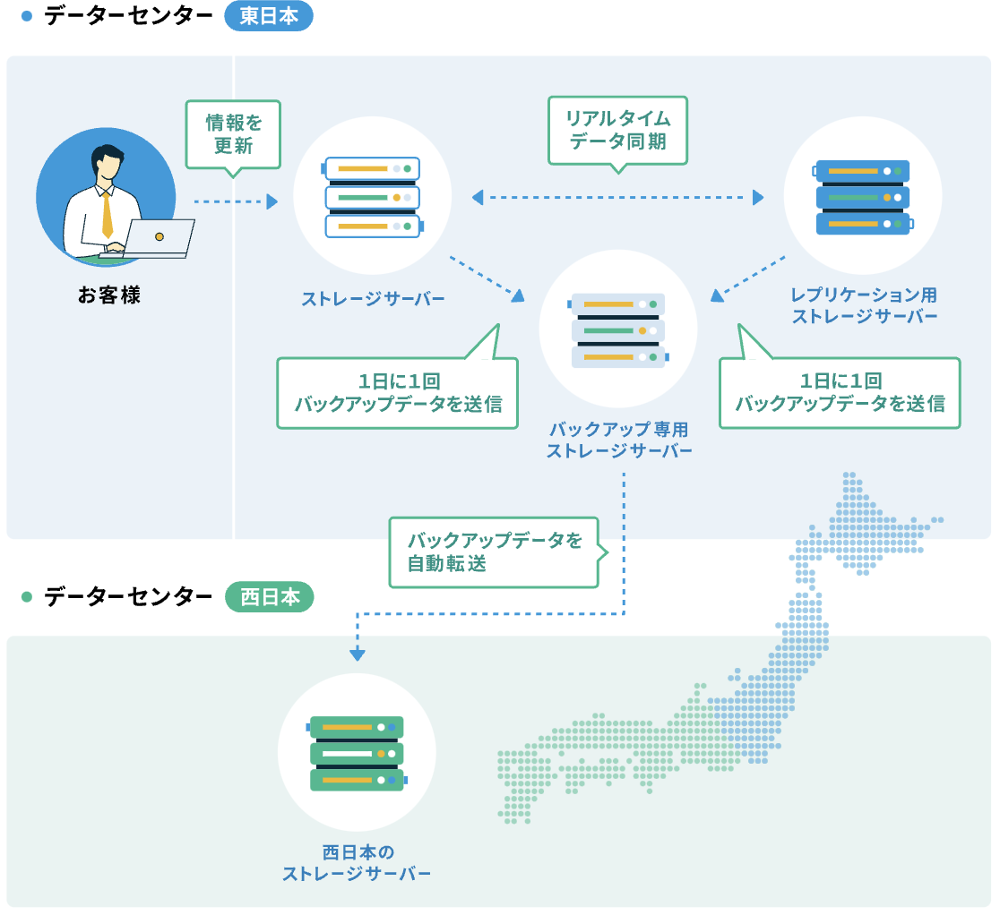 データーセンター 東日本
情報を
更新
リアルタイム
データ同期
お客様
ストレージサーバー
レプリケーション用
ストレージサーバー
1日に1回
バックアップデータを送信
1日に1回
バックアップデータを送信
バックアップ専用
ストレージサーバー
バックアップデータを
自動転送
データーセンター 西日本
西日本の
ストレージサーバー